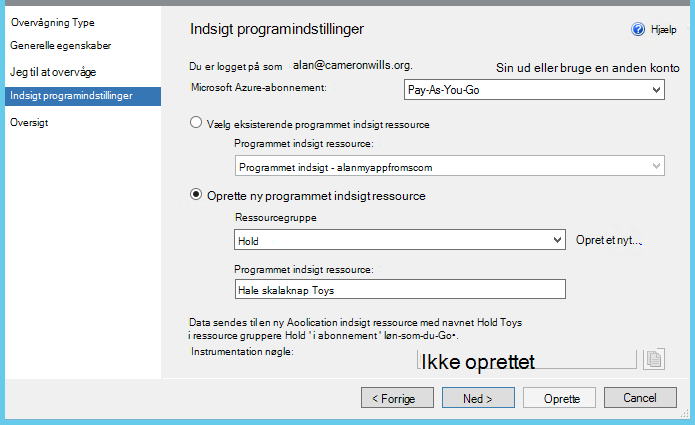 Overvågning Type
Generelle egenskaber
Jeg til at overvåge
Indsigt programindstillinger
Oversigt
Indsigt programindstillinger
Hjælp
Du er logget på som alan@cameronwills.org.
Sin ud eller bruge en anden konto
Microsoft Azure-abonnement:
Pay-As-You-Go
Vælg eksisterende programmet indsigt ressource
Programmet indsigt ressource:
Programmet indsigt - alanmyappfromscom
Oprette ny programmet indsigt ressource
Ressourcegruppe
Hold
Opret et nyt...
Programmet indsigt ressource:
Hale skalaknap Toys
Data sendes til en ny Aoolication indsigt ressource med navnet Hold Toys
i ressource gruppere Hold ' i abonnement ' løn-som-du-Go'.
Instrumentation nøgle:
Ikke oprettet
< Forrige
Ned >
Oprette
Cancel